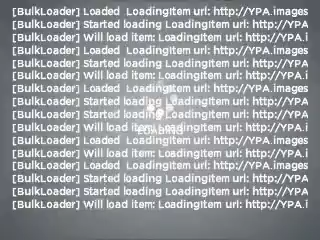 [BulkLoader] Loaded  LoadingItem url: http://YPA.images
[BulkLoader] Started loading LoadingItem url: http://YPA
[BulkLoader] Will load item: LoadingItem url: http://YPA.i
[BulkLoader] Loaded  LoadingItem url: http://YPA.images
[BulkLoader] Started loading LoadingItem url: http://YPA
[BulkLoader] Will load item: LoadingItem url: http://YPA.i
[BulkLoader] Loaded  LoadingItem url: http://YPA.images
[BulkLoader] Started loading LoadingItem url: http://YPA
[BulkLoader] Started loading LoadingItem url: http://YPA
[BulkLoader] Will load item: LoadingItem url: http://YPA.i
LOADING
[BulkLoader] Loaded  LoadingItem url: http://YPA.images
[BulkLoader] Will load item: LoadingItem url: http://YPA.i
[BulkLoader] Loaded  LoadingItem url: http://YPA.images
[BulkLoader] Started loading LoadingItem url: http://YPA
[BulkLoader] Started loading LoadingItem url: http://YPA
[BulkLoader] Will load item: LoadingItem url: http://YPA.i